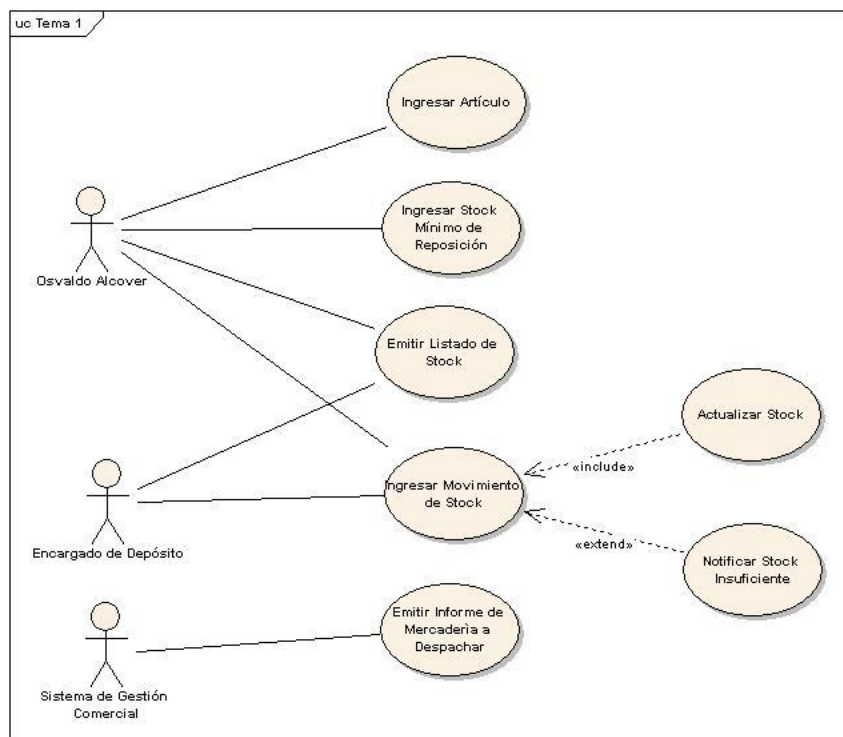 uc Tema 1
Ingresar Artículo
Ingresar Stock
Mínimo de
Reposición
Osvaldo Alcover
Emitir Listado de
Stock
Actualizar Stock
«include»
Ingresar Movimiento
de Stock
Encargado de Depósito
«extend»
Notificar Stock
Insuficiente
Emitir Informe de
Mercadería a
Despachar
Sistema de Gestión
Comercial